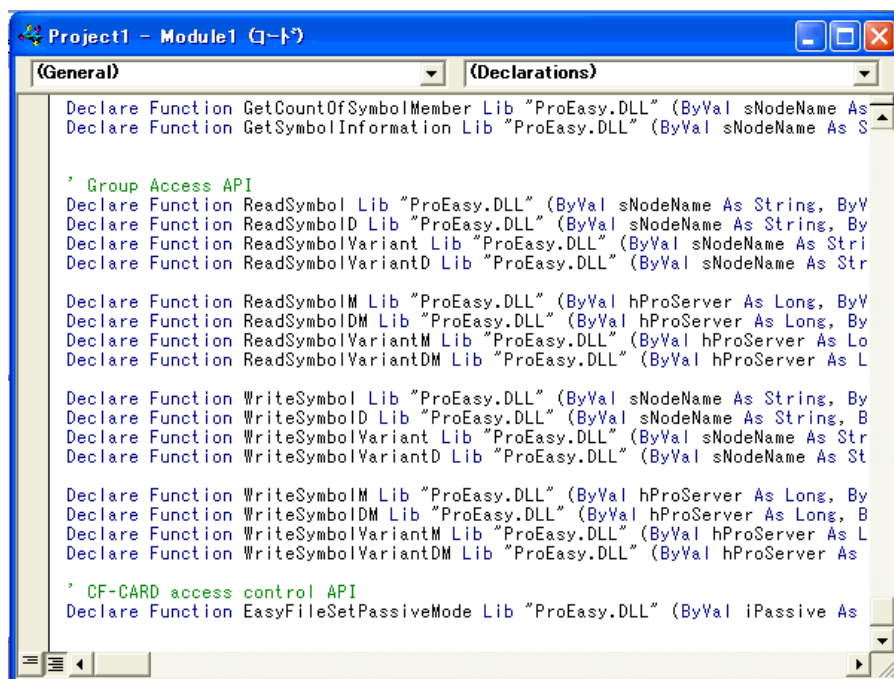 Project1 - Module1 (コード)
(General) (Declarations)
Declare Function GetCountOfSymbolMember Lib "ProEasy.DLL" (ByVal sNodeName As
Declare Function GetSymbolInformation Lib "ProEasy.DLL" (ByVal sNodeName As S
' Group Access API
Declare Function ReadSymbol Lib "ProEasy.DLL" (ByVal sNodeName As String, ByV
Declare Function ReadSymbolD Lib "ProEasy.DLL" (ByVal sNodeName As String, By
Declare Function ReadSymbolVariant Lib "ProEasy.DLL" (ByVal sNodeName As Stri
Declare Function ReadSymbolVariantD Lib "ProEasy.DLL" (ByVal sNodeName As Str
Declare Function ReadSymbolM Lib "ProEasy.DLL" (ByVal hProServer As Long, ByV
Declare Function ReadSymbolDM Lib "ProEasy.DLL" (ByVal hProServer As Long, By
Declare Function ReadSymbolVariantM Lib "ProEasy.DLL" (ByVal hProServer As Lo
Declare Function ReadSymbolVariantDM Lib "ProEasy.DLL" (ByVal hProServer As L
Declare Function WriteSymbol Lib "ProEasy.DLL" (ByVal sNodeName As String, By
Declare Function WriteSymbolD Lib "ProEasy.DLL" (ByVal sNodeName As String, B
Declare Function WriteSymbolVariant Lib "ProEasy.DLL" (ByVal sNodeName As Str
Declare Function WriteSymbolVariantD Lib "ProEasy.DLL" (ByVal sNodeName As St
Declare Function WriteSymbolM Lib "ProEasy.DLL" (ByVal hProServer As Long, By
Declare Function WriteSymbolDM Lib "ProEasy.DLL" (ByVal hProServer As Long, B
Declare Function WriteSymbolVariantM Lib "ProEasy.DLL" (ByVal hProServer As L
Declare Function WriteSymbolVariantDM Lib "ProEasy.DLL" (ByVal hProServer As
' CF-CARD access control API
Declare Function EasyFileSetPassiveMode Lib "ProEasy.DLL" (ByVal iPassive As